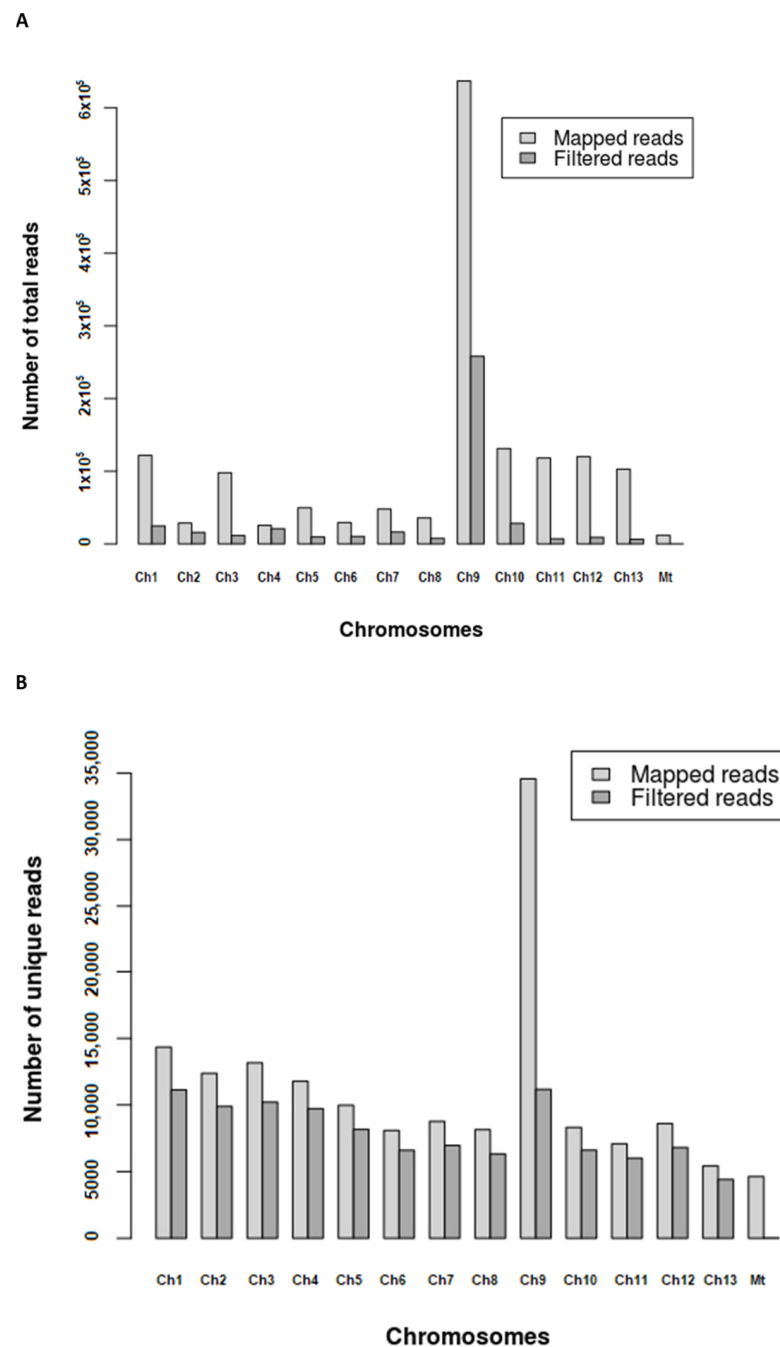 A
Number of total reads
6x10⁵
5x10⁵
4x10⁵
3x10⁵
2x10⁵
1x10⁵
0
Mapped reads
Filtered reads
Ch1 Ch2 Ch3 Ch4 Ch5 Ch6 Ch7 Ch8 Ch9 Ch10 Ch11 Ch12 Ch13 Mt
Chromosomes
B
Number of unique reads
35,000
30,000
25,000
20,000
15,000
10,000
5000
0
Mapped reads
Filtered reads
Ch1 Ch2 Ch3 Ch4 Ch5 Ch6 Ch7 Ch8 Ch9 Ch10 Ch11 Ch12 Ch13 Mt
Chromosomes